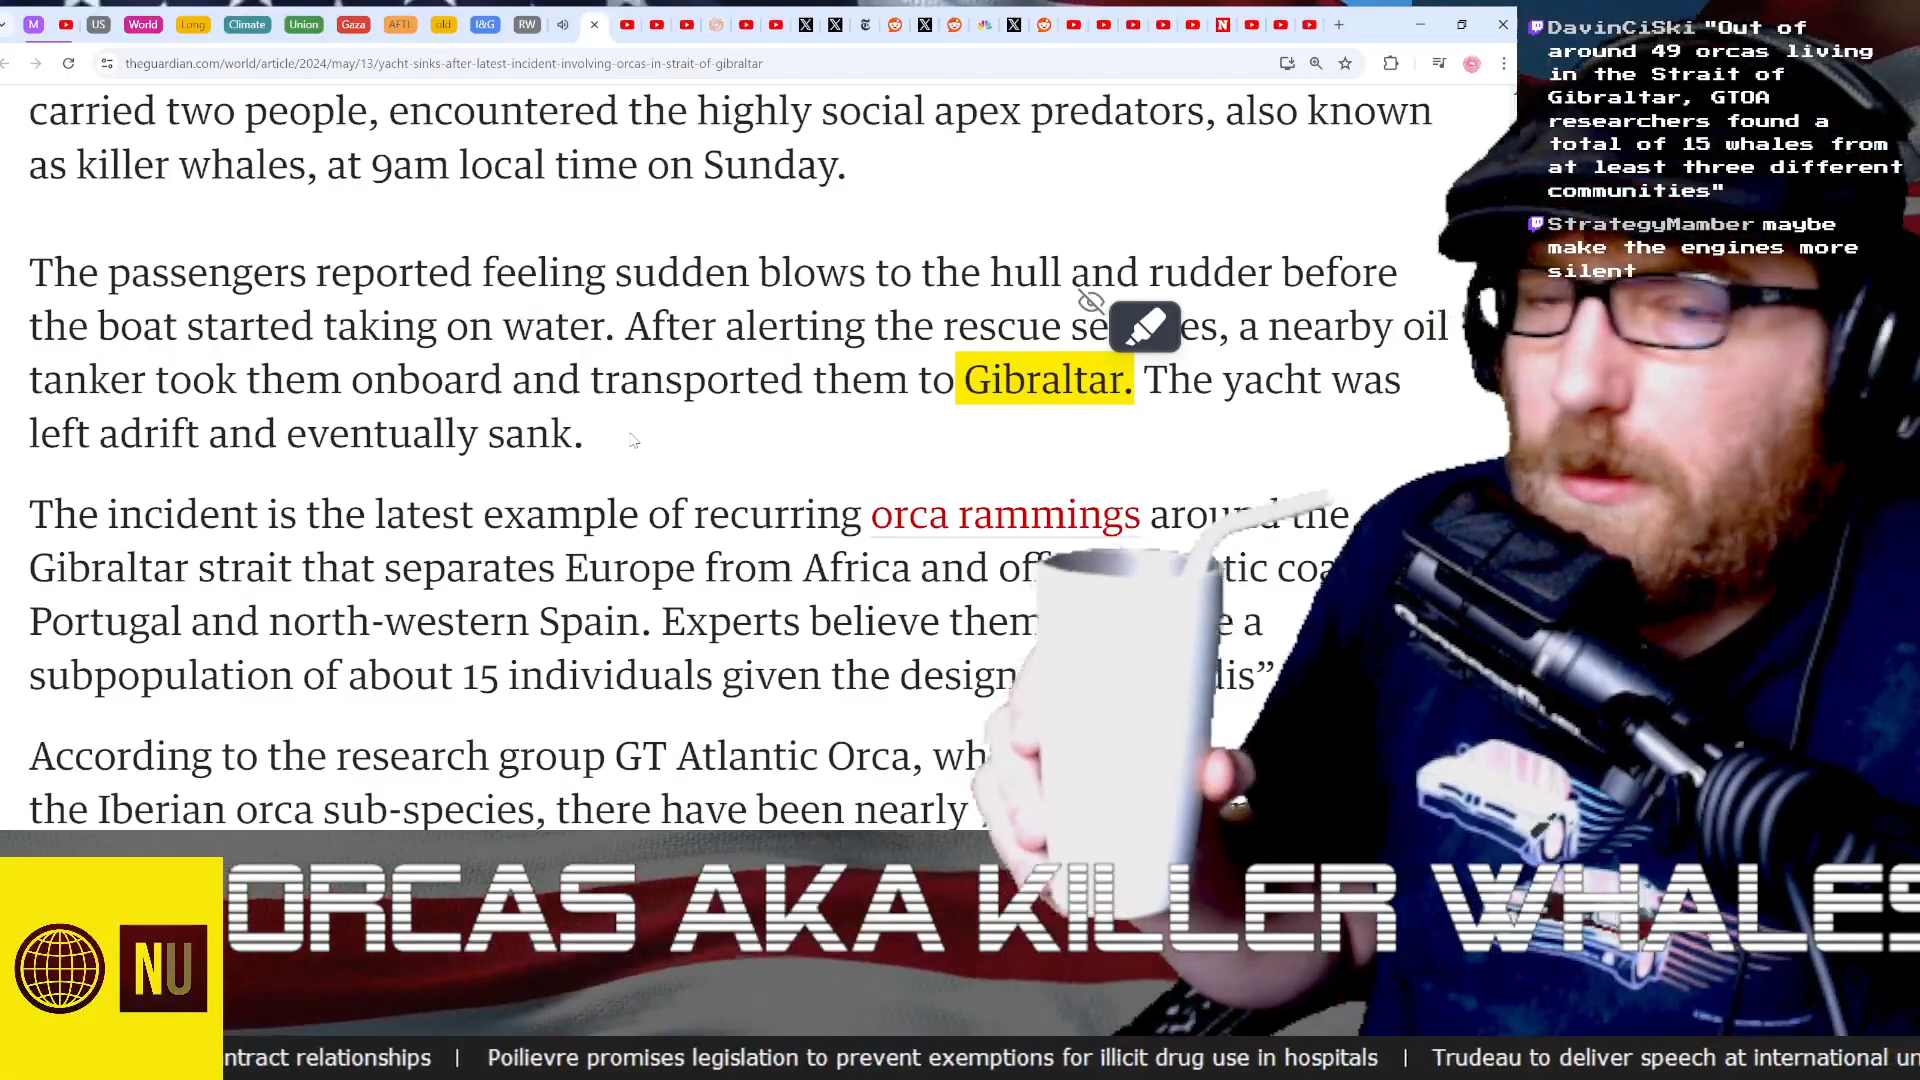 M US World Long Climate Union Gaza AFTI old I&G RW
theguardian.com/world/article/2024/may/13/yacht-sinks-after-latest-incident-involving-orcas-in-strait-of-gibraltar
carried two people, encountered the highly social apex predators, also known
as killer whales, at 9am local time on Sunday.
The passengers reported feeling sudden blows to the hull and rudder before
the boat started taking on water. After alerting the rescue se es, a nearby oil
tanker took them onboard and transported them to Gibraltar. The yacht was
left adrift and eventually sank.
The incident is the latest example of recurring orca rammings around the
Gibraltar strait that separates Europe from Africa and off tic coa
Portugal and north-western Spain. Experts believe them e a
subpopulation of about 15 individuals given the design dis”
According to the research group GT Atlantic Orca, wh
the Iberian orca sub-species, there have been nearly
DavinCiSki "Out of
around 49 orcas living
in the Strait of
Gibraltar, GTOA
researchers found a
total of 15 whales from
at least three different
communities"
StrategyMamber maybe
make the engines more
silent
ORCAS AKA KILLER WHALES
NU
ntract relationships | Poilievre promises legislation to prevent exemptions for illicit drug use in hospitals | Trudeau to deliver speech at international un